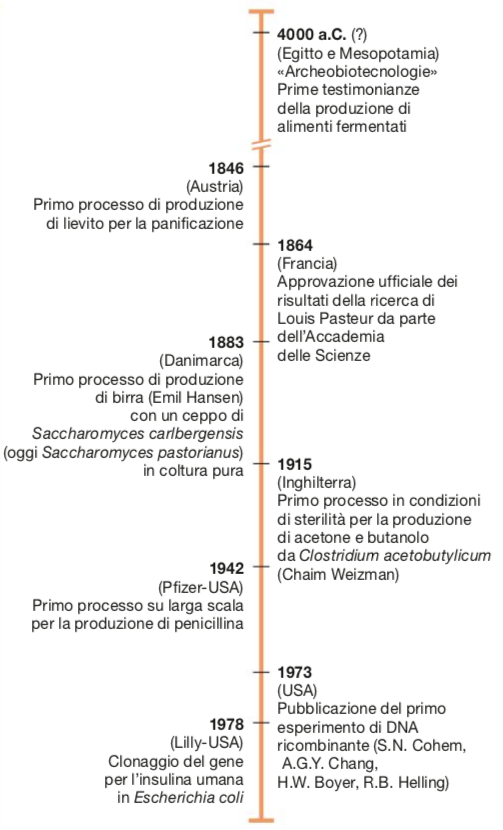 4000 a.C. (?)
(Egitto e Mesopotamia)
«Archeobiotecnologie»
Prime testimonianze
della produzione di
alimenti fermentati
1846
(Austria)
Primo processo di produzione
di lievito per la panificazione
1864
(Francia)
Approvazione ufficiale dei
risultati della ricerca di
Louis Pasteur da parte
dell'Accademia
delle Scienze
1883
(Danimarca)
Primo processo di produzione
di birra (Emil Hansen)
con un ceppo di
Saccharomyces carlbergensis
(oggi Saccharomyces pastorianus)
in coltura pura
1915
(Inghilterra)
Primo processo in condizioni
di sterilità per la produzione
di acetone e butanolo
da Clostridium acetobutylicum
(Chaim Weizman)
1942
(Pfizer-USA)
Primo processo su larga scala
per la produzione di penicillina
1973
(USA)
Pubblicazione del primo
esperimento di DNA
ricombinante (S.N. Cohem,
A.G.Y. Chang,
H.W. Boyer, R.B. Helling)
1978
(Lilly-USA)
Clonaggio del gene
per l'insulina umana
in Escherichia coli